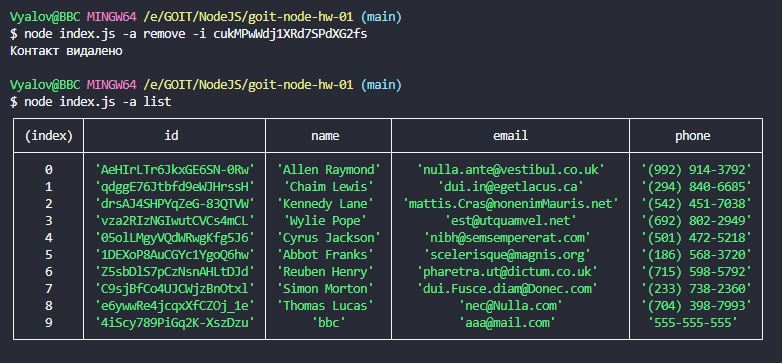 Vyalov@BBC MINGW64 /e/GOIT/NodeJS/goit-node-hw-01 (main)
$ node index.js -a remove -i cukMPwWdj1XRd7SPdXG2fs
Контакт видалено
Vyalov@BBC MINGW64 /e/GOIT/NodeJS/goit-node-hw-01 (main)
$ node index.js -a list
(index) id name email phone
0 'AeHIrLTr6JkxGE6SN-0Rw' 'Allen Raymond' 'nulla.ante@vestibul.co.uk' '(992) 914-3792'
1 'qdggE76Jtbfd9eWJHrssH' 'Chaim Lewis' 'dui.in@egetlacus.ca' '(294) 840-6685'
2 'drsAJ4SHPYqZeG-83QTVW' 'Kennedy Lane' 'mattis.Cras@nonenimMauris.net' '(542) 451-7038'
3 'vza2RIzNGIwutCVCs4mCL' 'Wylie Pope' 'est@utquamvel.net' '(692) 802-2949'
4 '05olLMgyVQdWRwgKfg5J6' 'Cyrus Jackson' 'nibh@semsempererat.com' '(501) 472-5218'
5 '1DEXoP8AuCGYc1YgoQ6hw' 'Abbot Franks' 'scelerisque@magnis.org' '(186) 568-3720'
6 'Z5sbDlS7pCzNsnAHLtDJd' 'Reuben Henry' 'pharetra.ut@dictum.co.uk' '(715) 598-5792'
7 'C9sjBfCo4UJCWjzBnOtxl' 'Simon Morton' 'dui.Fusce.diam@Donec.com' '(233) 738-2360'
8 'e6ywwRe4jcqxXfCZOj_1e' 'Thomas Lucas' 'nec@Nulla.com' '(704) 398-7993'
9 '4iScy789PiGq2K-XszDzu' 'bbc' 'aaa@mail.com' '555-555-555'